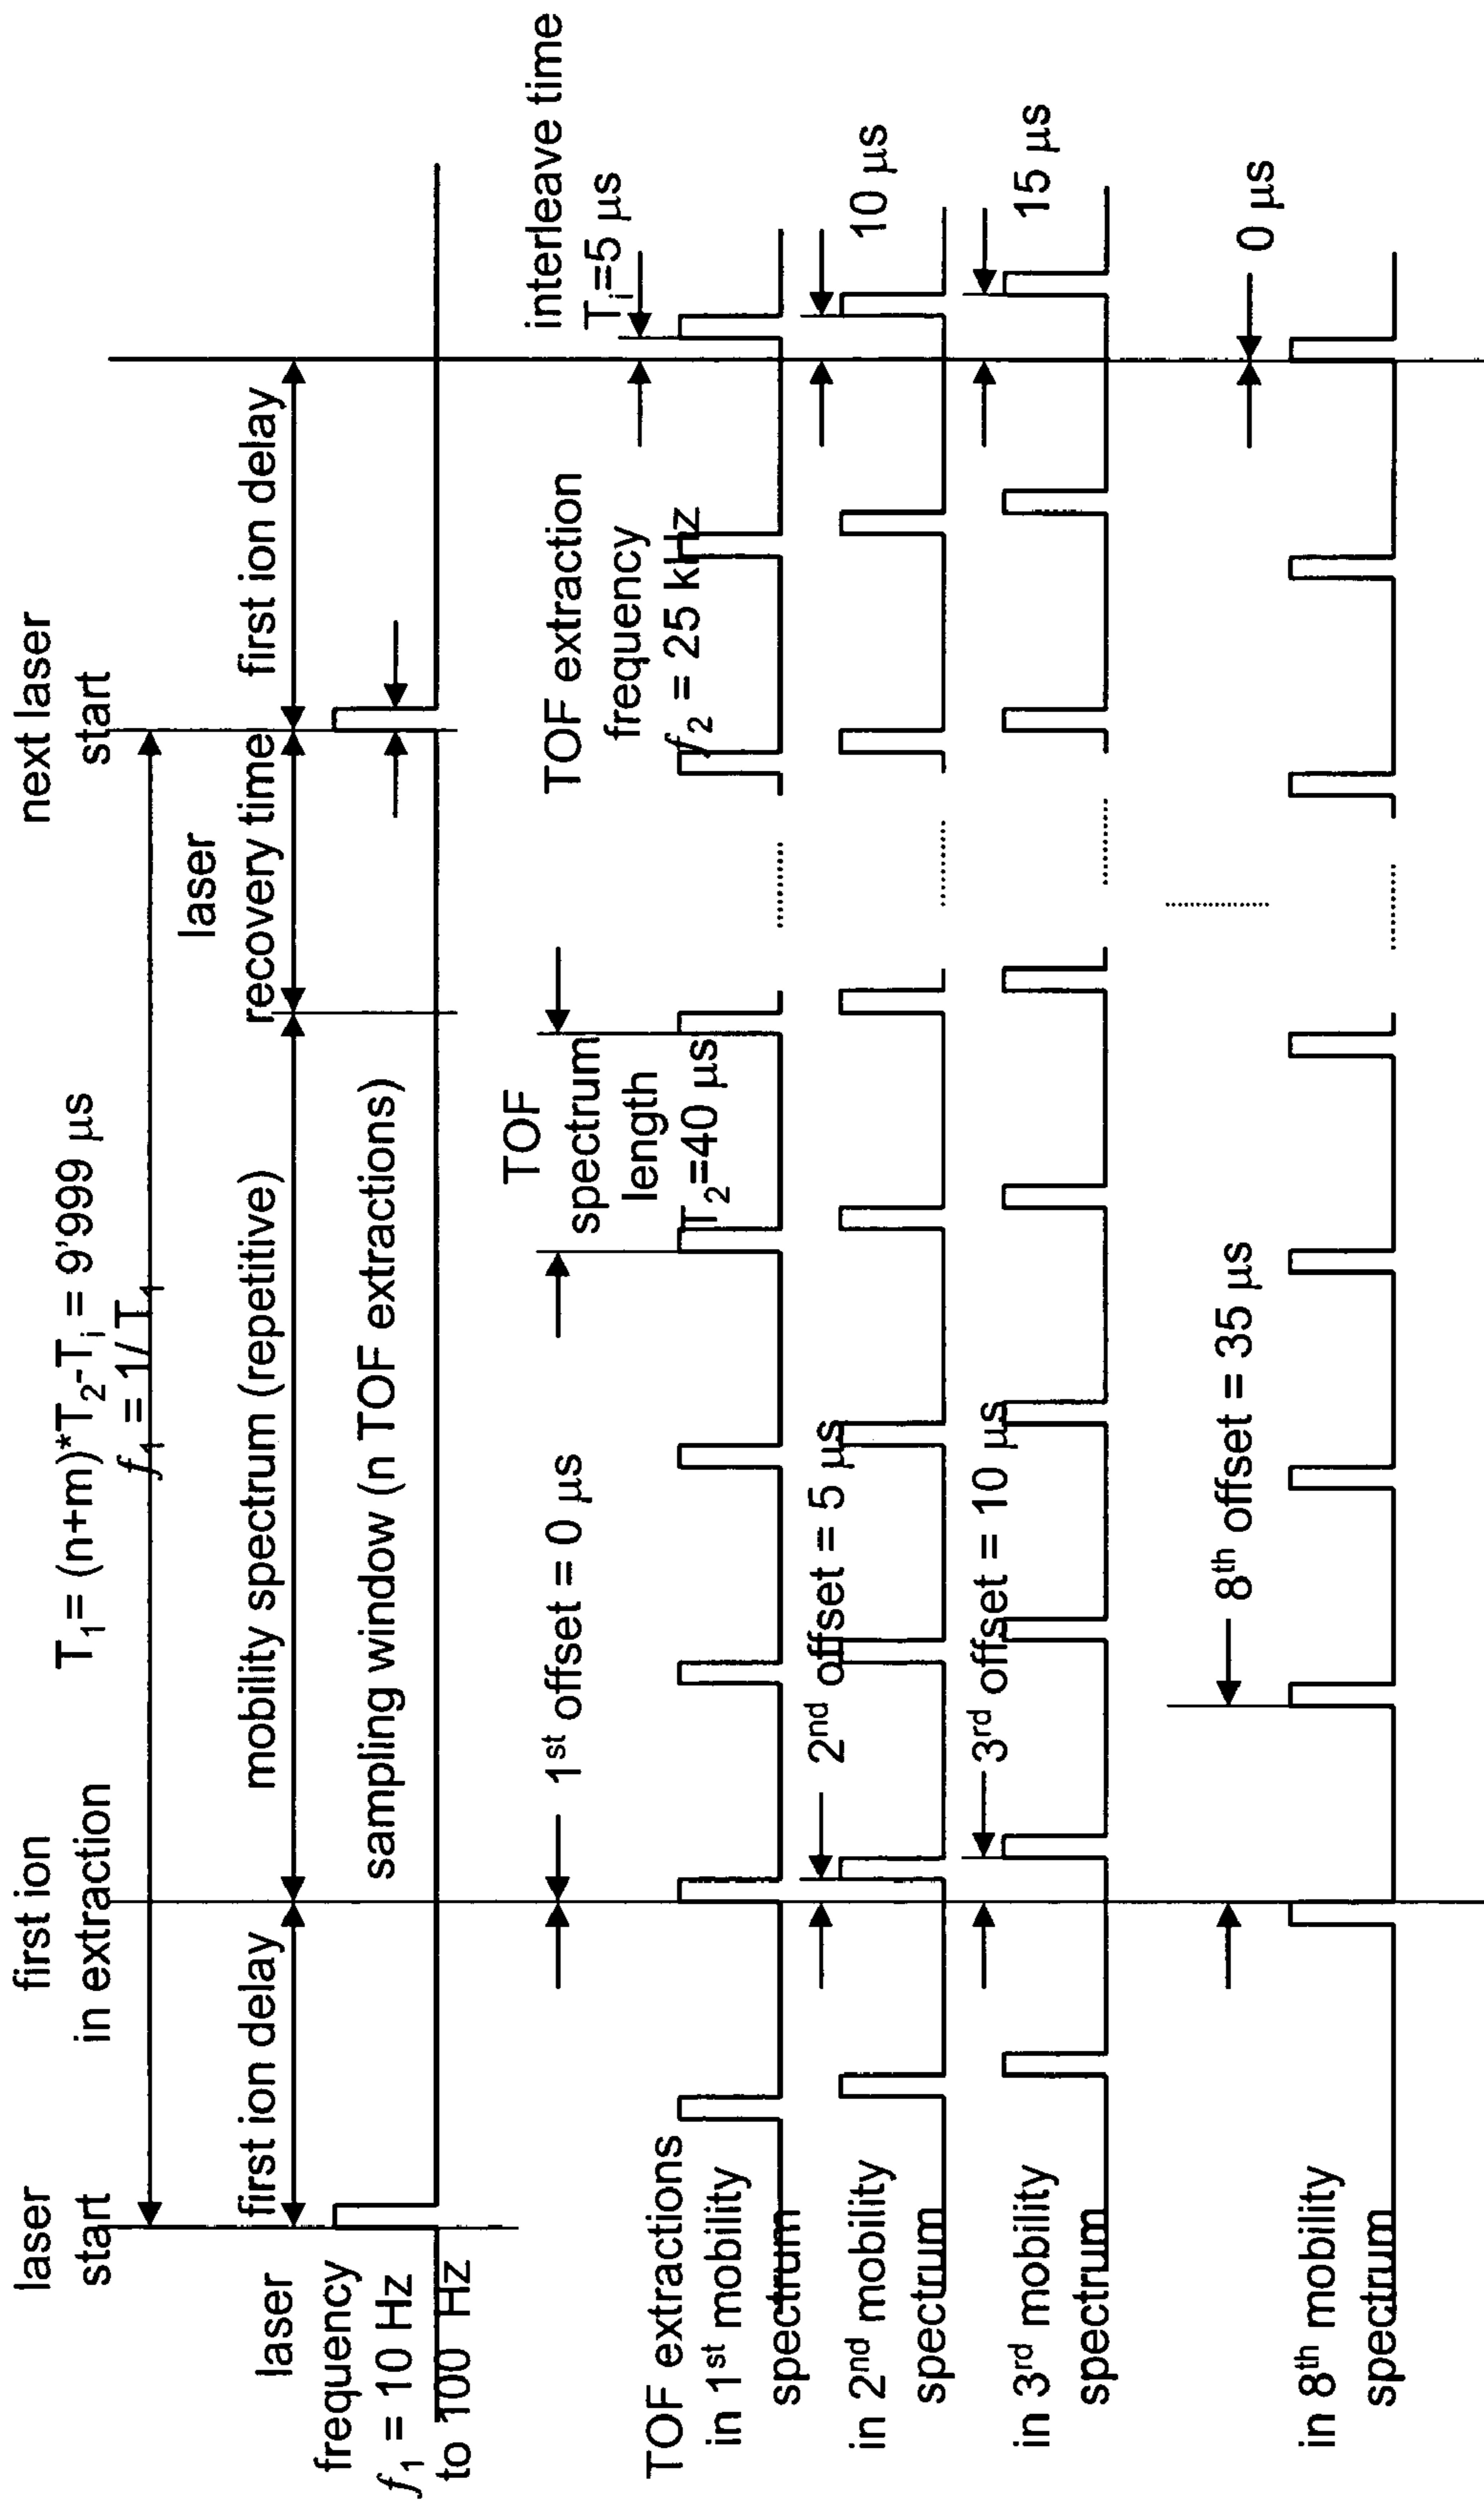 laser
start
first ion
in extraction
T₁= (n+m)*T₂-Tᵢ = 9'999 µs
f₁ = 1/T₁
next laser
start
first ion delay
mobility spectrum (repetitive)
laser
recovery time
first ion delay
sampling window (n TOF extractions)
laser
frequency
f₁ = 10 Hz
to 100 Hz
1ˢᵗ offset = 0 µs
TOF
spectrum
length
T₂=40 µs
TOF extraction
frequency
f₂ = 25 kHz
interleave time
Tᵢ=5 µs
TOF extractions
in 1ˢᵗ mobility
spectrum
2ⁿᵈ offset = 5 µs
10 µs
in 2ⁿᵈ mobility
spectrum
3ʳᵈ offset = 10 µs
15 µs
in 3ʳᵈ mobility
spectrum
8ᵗʰ offset = 35 µs
0 µs
in 8ᵗʰ mobility
spectrum